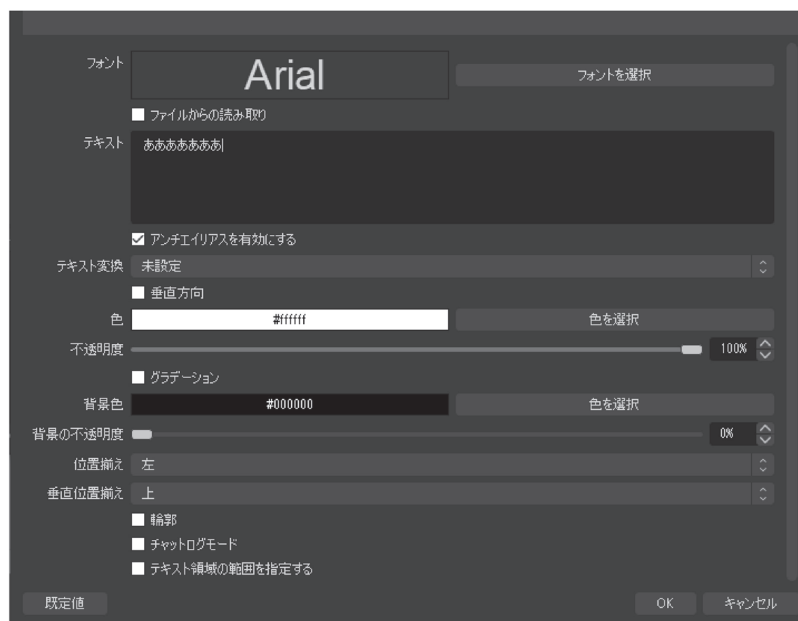 フォント Arial フォントを選択
ファイルからの読み取り
テキスト ああああああ
アンチエイリアスを有効にする
テキスト変換 未設定
垂直方向
色 #ffffff 色を選択
不透明度 100%
グラデーション
背景色 #000000 色を選択
背景の不透明度 0%
位置揃え 左
垂直位置揃え 上
輪郭
チャットログモード
テキスト領域の範囲を指定する
既定値 OK キャンセル